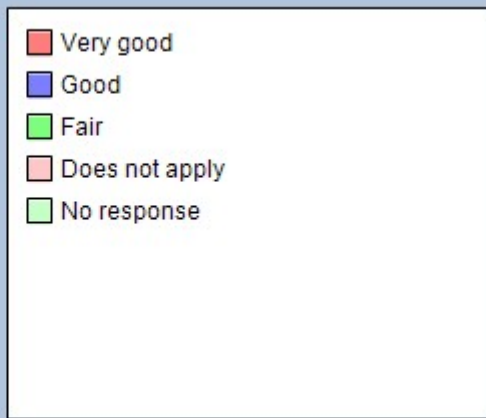 Very good
Good
Fair
Does not apply
No response